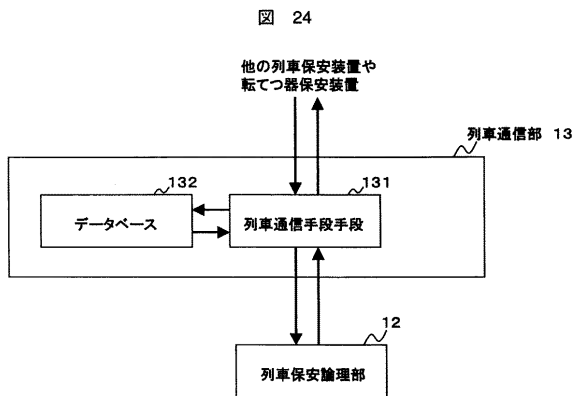 図 24
他の列車保安装置や
転てつ器保安装置
列車通信部 13
132
131
データベース
列車通信手段手段
12
列車保安論理部